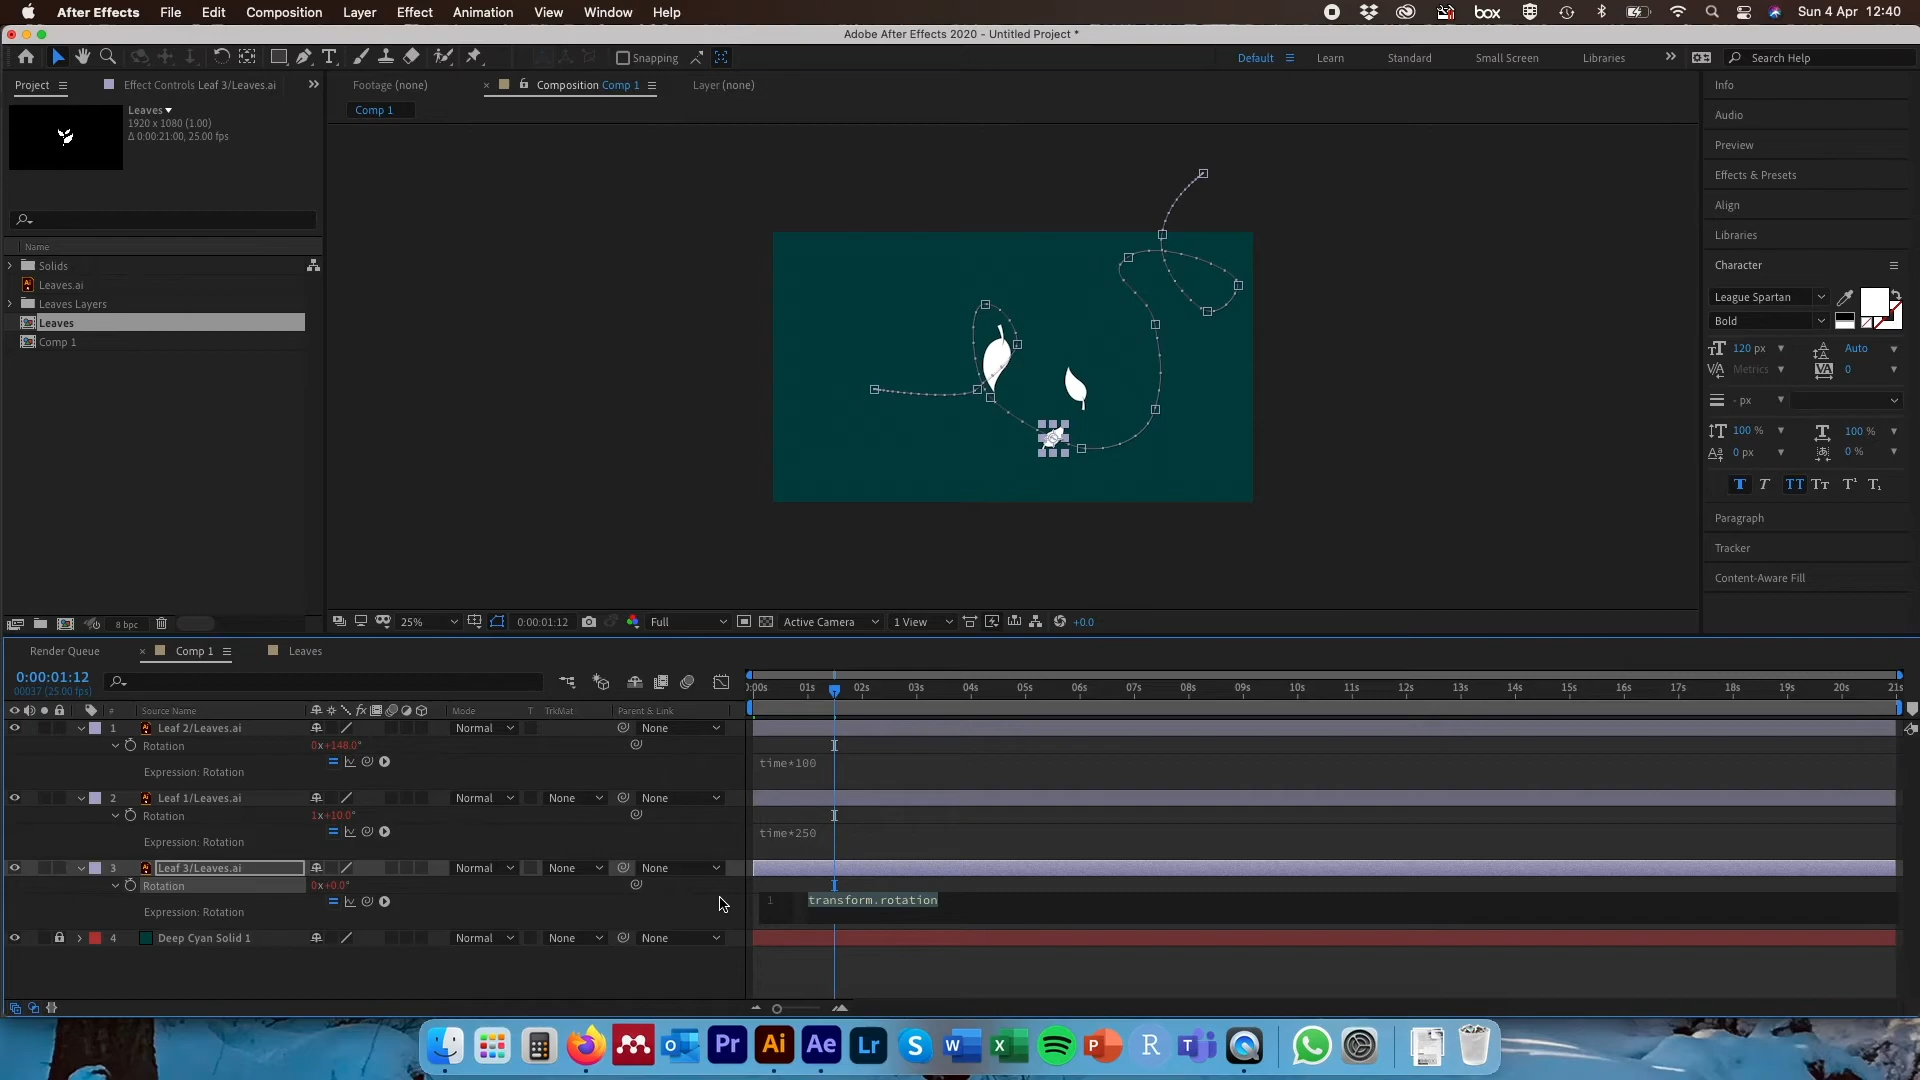 After Effects File Edit Composition Layer Effect Animation View Window Help box Sun 4 Apr 12:40
Adobe After Effects 2020 - Untitled Project *
Snapping Default Learn Standard Small Screen Libraries Search Help
Project Effect Controls Leaf 3/Leaves.ai Footage (none) Composition Comp 1 Layer (none) Info
Leaves
1920 x 1080 (1.00)
Δ 0:00:21:00, 25.00 fps
Comp 1
Audio
Preview
Effects & Presets
Align
Libraries
Character
League Spartan
Bold
120 px Auto
Metrics 0
- px
100 % 100 %
0 px 0 %
T T TT Tт T¹ T₁
Paragraph
Tracker
Content-Aware Fill
Name
Solids
Leaves.ai
Leaves Layers
Leaves
Comp 1
8 bpc 25% 0:00:01:12 Full Active Camera 1 View +0.0
Render Queue Comp 1 Leaves
0:00:01:12
00037 (25.00 fps)
:00s 01s 02s 03s 04s 05s 06s 07s 08s 09s 10s 11s 12s 13s 14s 15s 16s 17s 18s 19s 20s 21s
# Source Name fx Mode T TrkMat Parent & Link
1 Leaf 2/Leaves.ai Normal None
Rotation 0x+148.0°
Expression: Rotation time*100
2 Leaf 1/Leaves.ai Normal None None
Rotation 1x+10.0°
Expression: Rotation time*250
3 Leaf 3/Leaves.ai Normal None None
Rotation 0x+0.0°
Expression: Rotation 1 transform.rotation
4 Deep Cyan Solid 1 Normal None None
Pr Ai Ae Lr S W X P R T